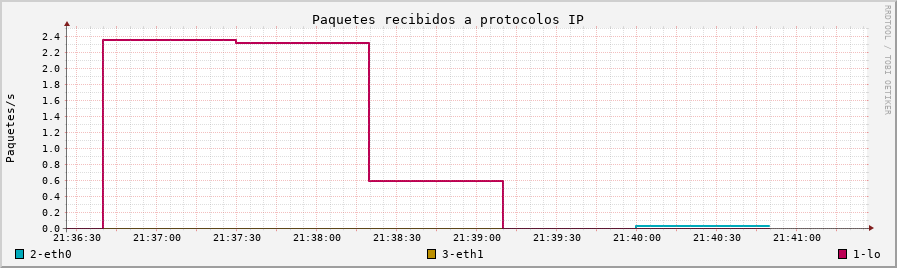 Paquetes recibidos a protocolos IP
RRDTOOL / TOBI OETIKER
Paquetes/s
2.4
2.2
2.0
1.8
1.6
1.4
1.2
1.0
0.8
0.6
0.4
0.2
0.0
21:36:30 21:37:00 21:37:30 21:38:00 21:38:30 21:39:00 21:39:30 21:40:00 21:40:30 21:41:00
2-eth0 3-eth1 1-lo